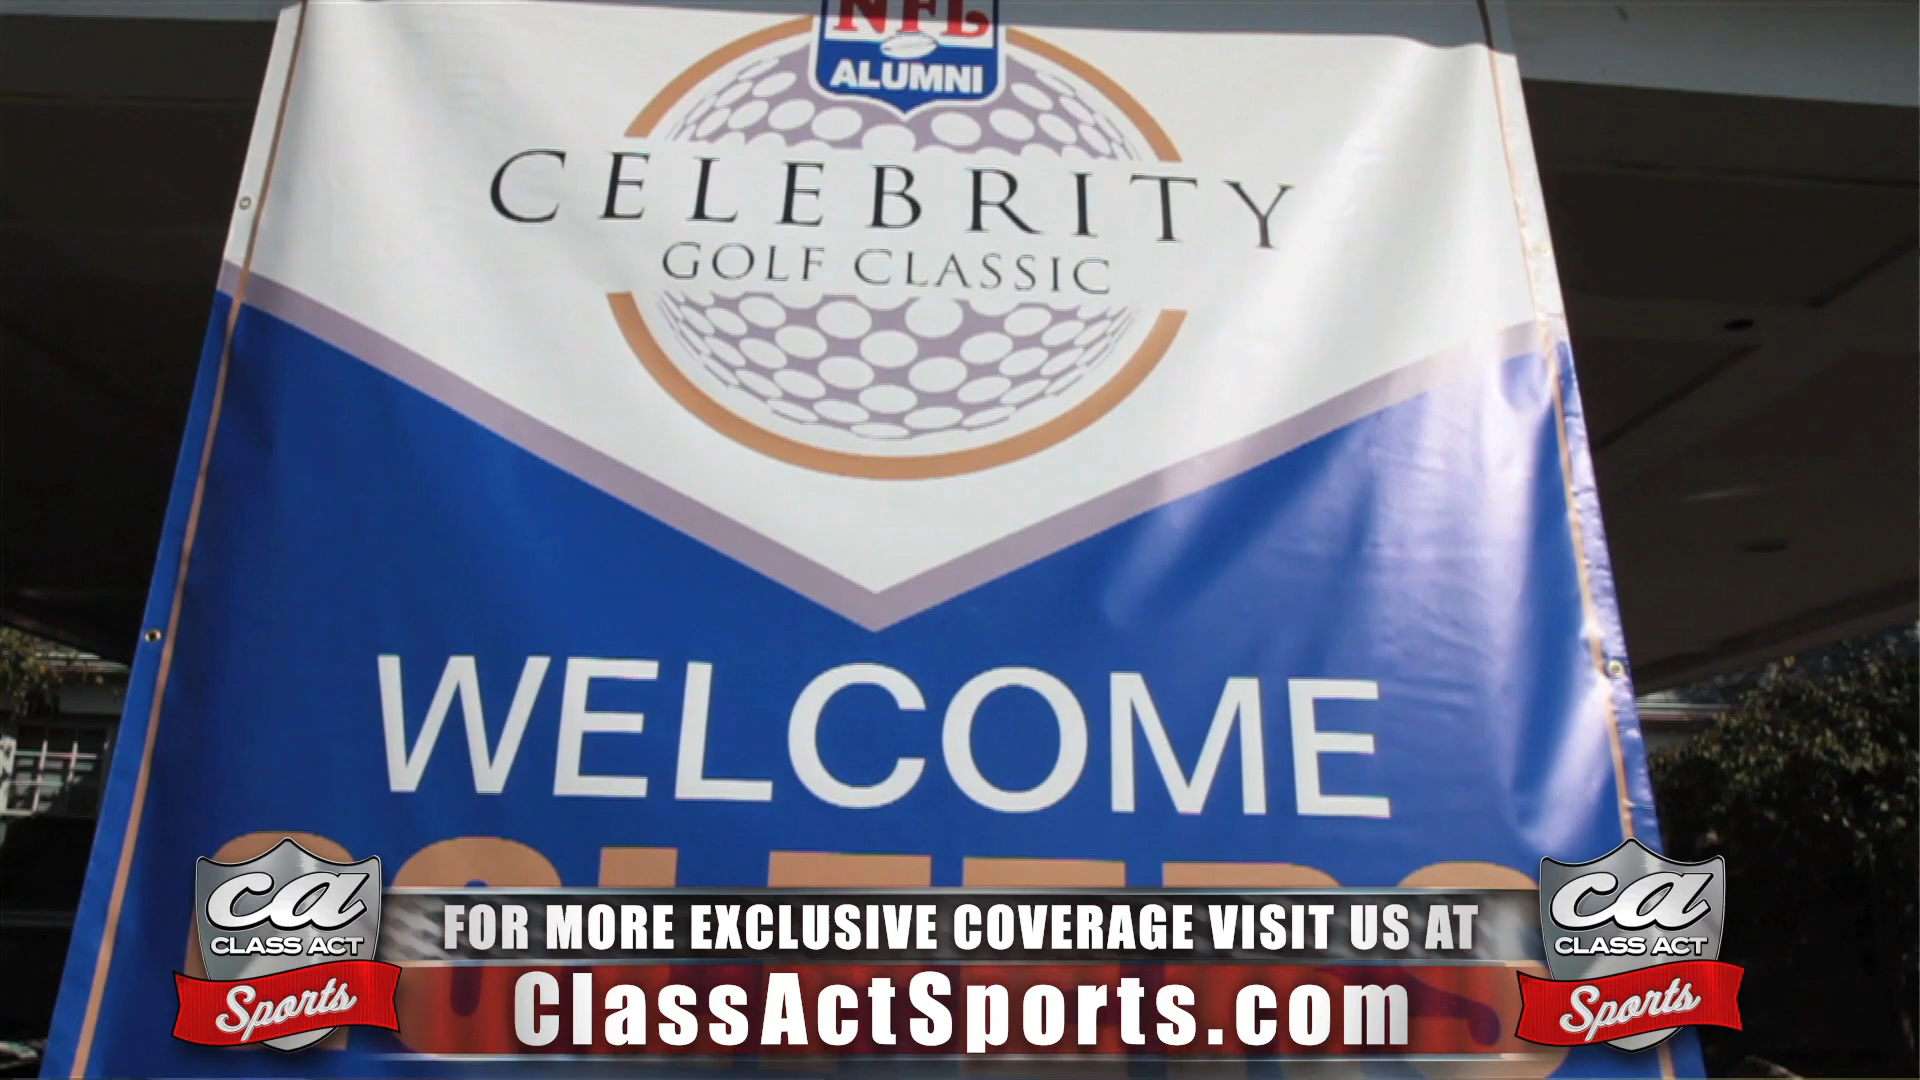 NFL
ALUMNI
CELEBRITY
GOLF CLASSIC
WELCOME
GOLFERS
ca
CLASS ACT
Sports
FOR MORE EXCLUSIVE COVERAGE VISIT US AT
ClassActSports.com
ca
CLASS ACT
Sports